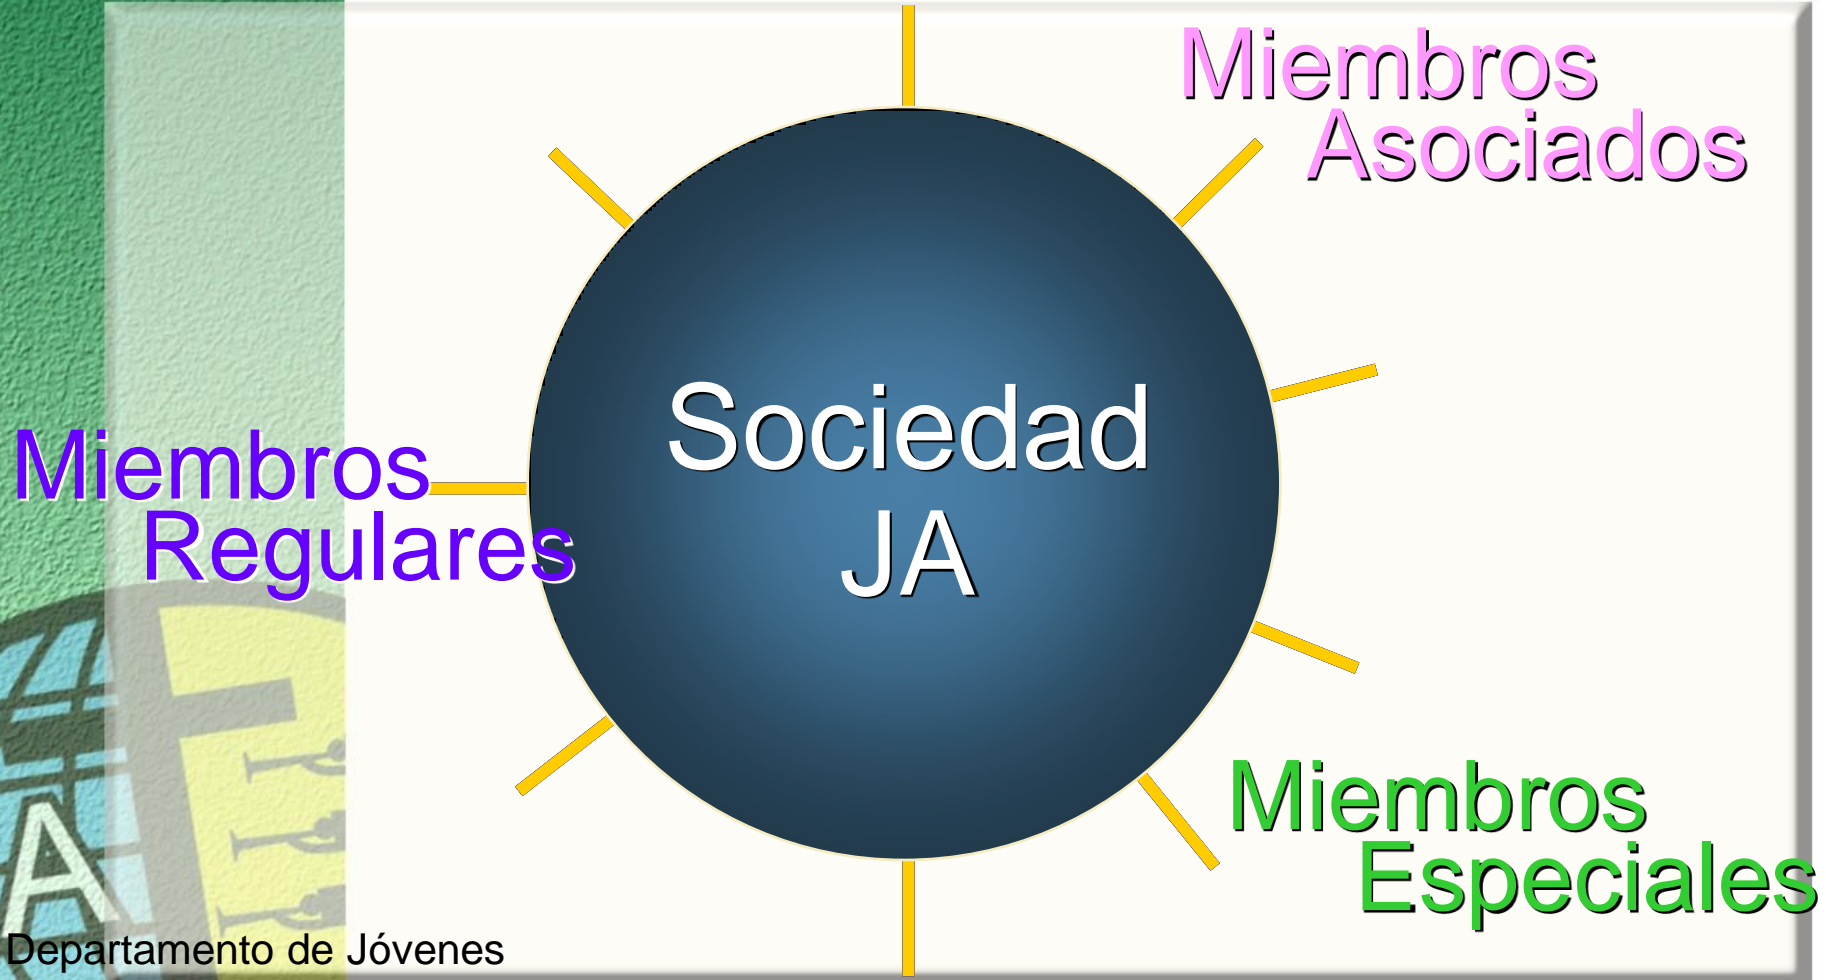 Miembros
Asociados
Sociedad
JA
Miembros
Regulares
Miembros
Especiales
A
Departamento de Jóvenes